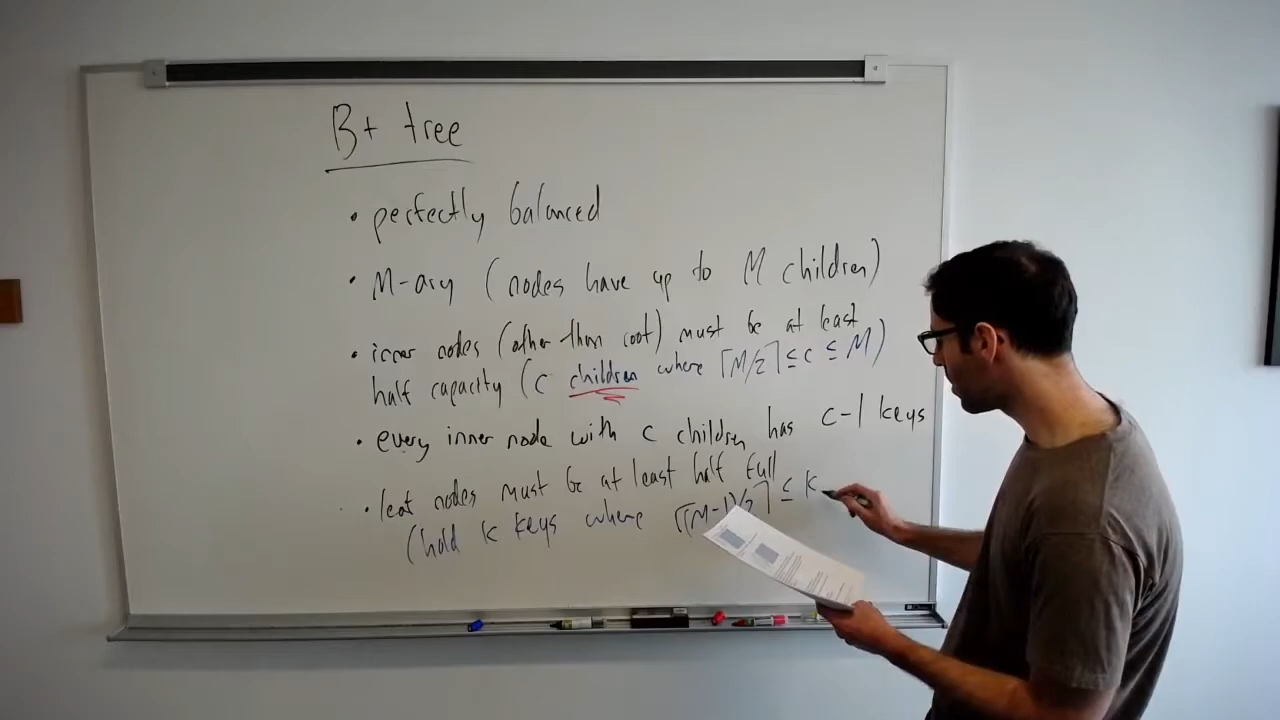 B+ tree
• perfectly balanced
• M-ary (nodes have up to M children)
• inner nodes (other than root) must be at least
half capacity (c children where ⌈M/2⌉ ≤ c ≤ M)
• every inner node with c children has c-1 keys
• leaf nodes must be at least half full
(hold k keys where ⌈(M-1)/2⌉ ≤ k